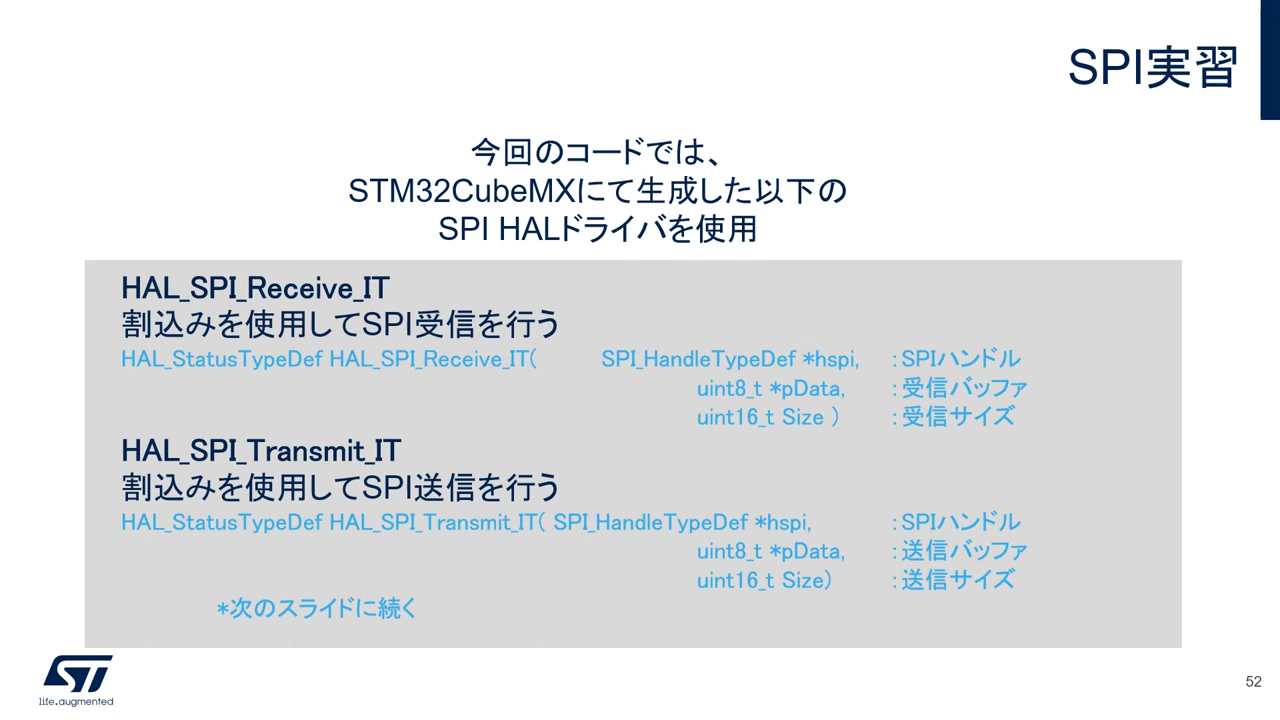 SPI実習
今回のコードでは、
STM32CubeMXにて生成した以下の
SPI HALドライバを使用
HAL_SPI_Receive_IT
割込みを使用してSPI受信を行う
HAL_StatusTypeDef HAL_SPI_Receive_IT( SPI_HandleTypeDef *hspi, : SPIハンドル
uint8_t *pData, : 受信バッファ
uint16_t Size ) : 受信サイズ
HAL_SPI_Transmit_IT
割込みを使用してSPI送信を行う
HAL_StatusTypeDef HAL_SPI_Transmit_IT( SPI_HandleTypeDef *hspi, : SPIハンドル
uint8_t *pData, : 送信バッファ
uint16_t Size) : 送信サイズ
*次のスライドに続く
ST
life.augmented
52